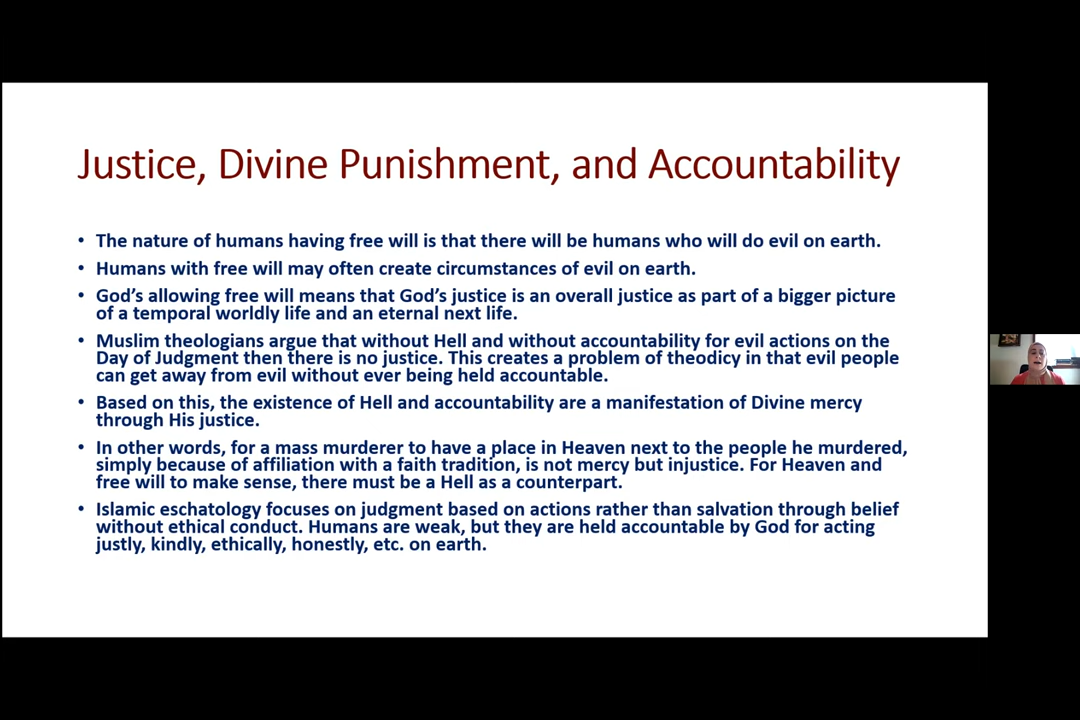 Justice, Divine Punishment, and Accountability
• The nature of humans having free will is that there will be humans who will do evil on earth.
• Humans with free will may often create circumstances of evil on earth.
• God’s allowing free will means that God’s justice is an overall justice as part of a bigger picture
of a temporal worldly life and an eternal next life.
• Muslim theologians argue that without Hell and without accountability for evil actions on the
Day of Judgment then there is no justice. This creates a problem of theodicy in that evil people
can get away from evil without ever being held accountable.
• Based on this, the existence of Hell and accountability are a manifestation of Divine mercy
through His justice.
• In other words, for a mass murderer to have a place in Heaven next to the people he murdered,
simply because of affiliation with a faith tradition, is not mercy but injustice. For Heaven and
free will to make sense, there must be a Hell as a counterpart.
• Islamic eschatology focuses on judgment based on actions rather than salvation through belief
without ethical conduct. Humans are weak, but they are held accountable by God for acting
justly, kindly, ethically, honestly, etc. on earth.